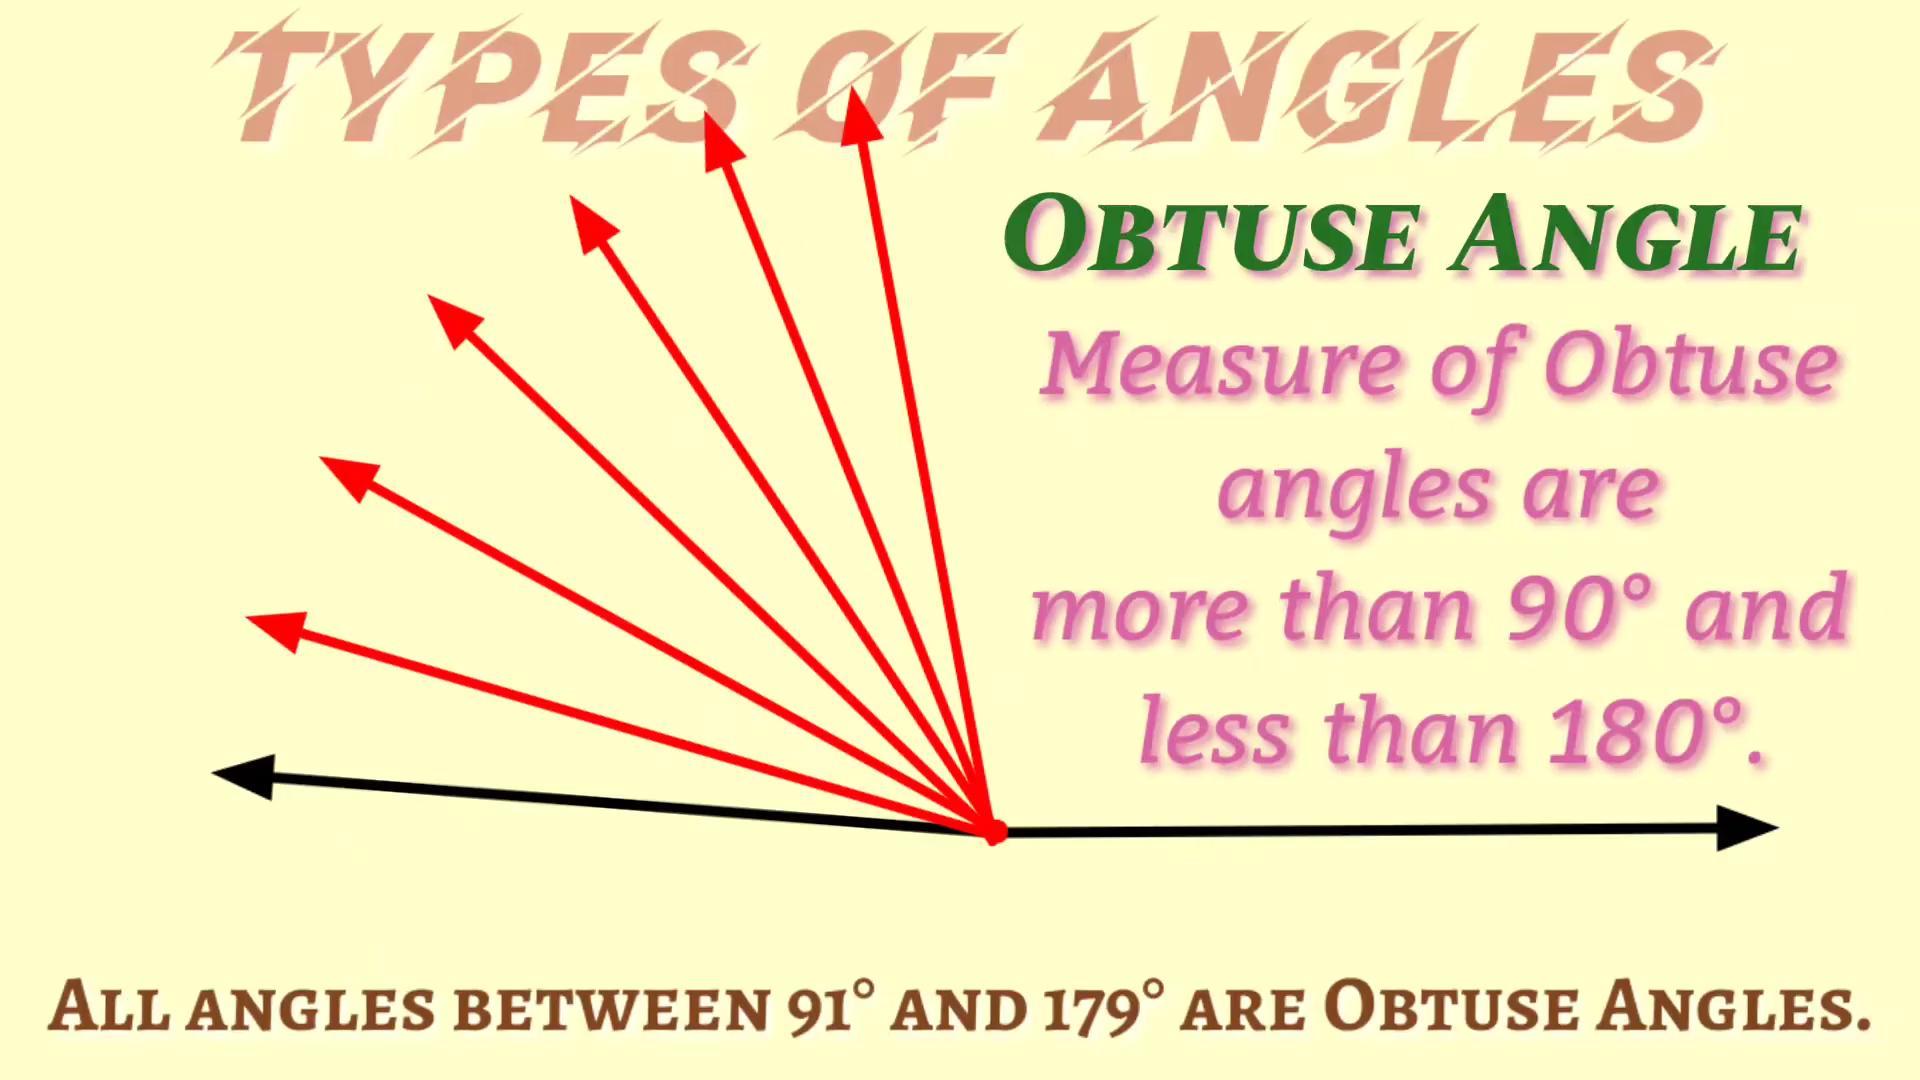 TYPES OF ANGLES
OBTUSE ANGLE
Measure of Obtuse
angles are
more than 90° and
less than 180°.
ALL ANGLES BETWEEN 91° AND 179° ARE OBTUSE ANGLES.